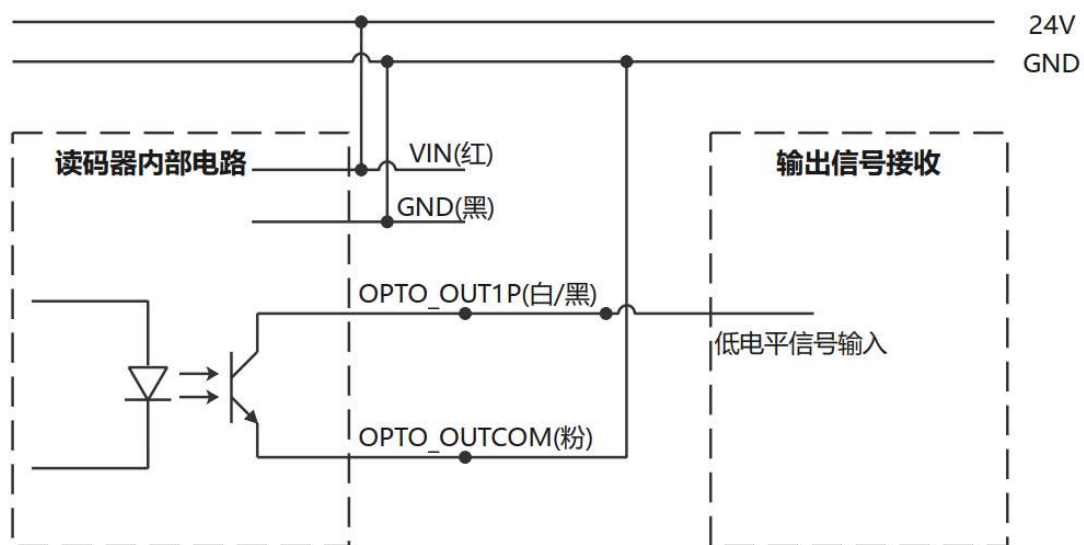 24V
GND
读码器内部电路
VIN(红)
输出信号接收
GND(黑)
OPTO_OUT1P(白/黑)
低电平信号输入
OPTO_OUTCOM(粉)